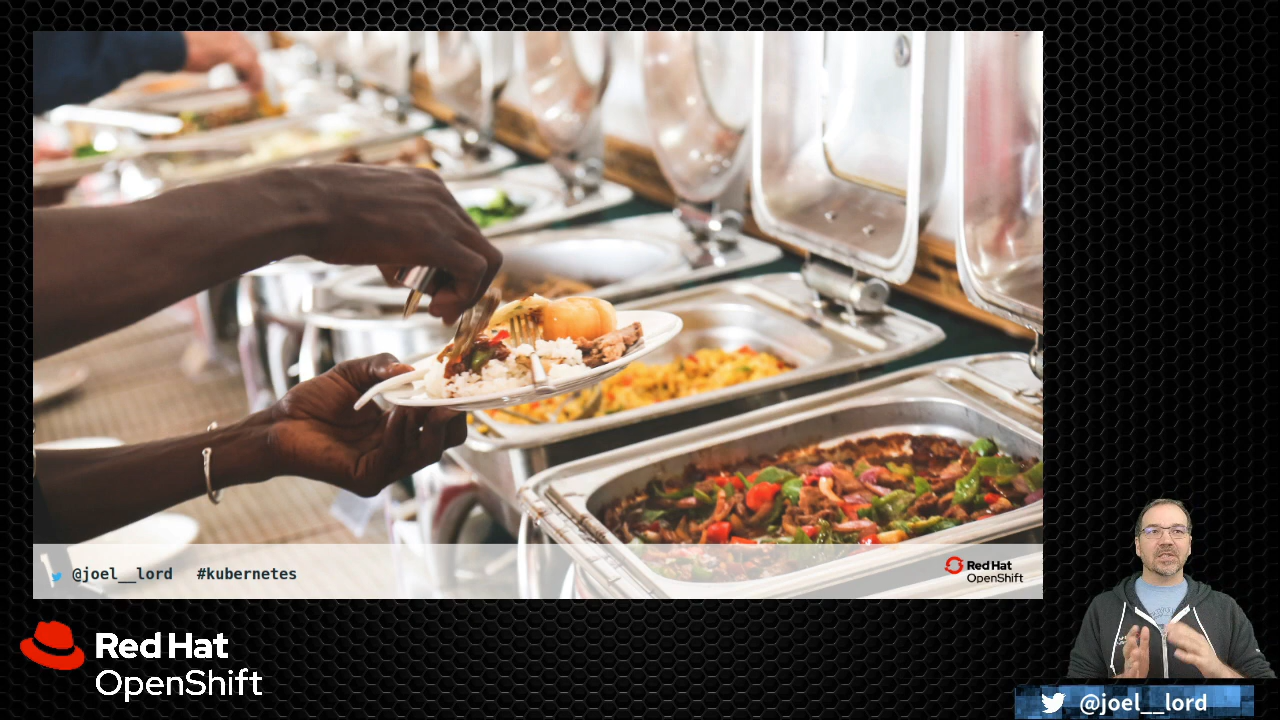 @joel__lord #kubernetes
Red Hat
OpenShift
Red Hat
OpenShift
@joel__lord